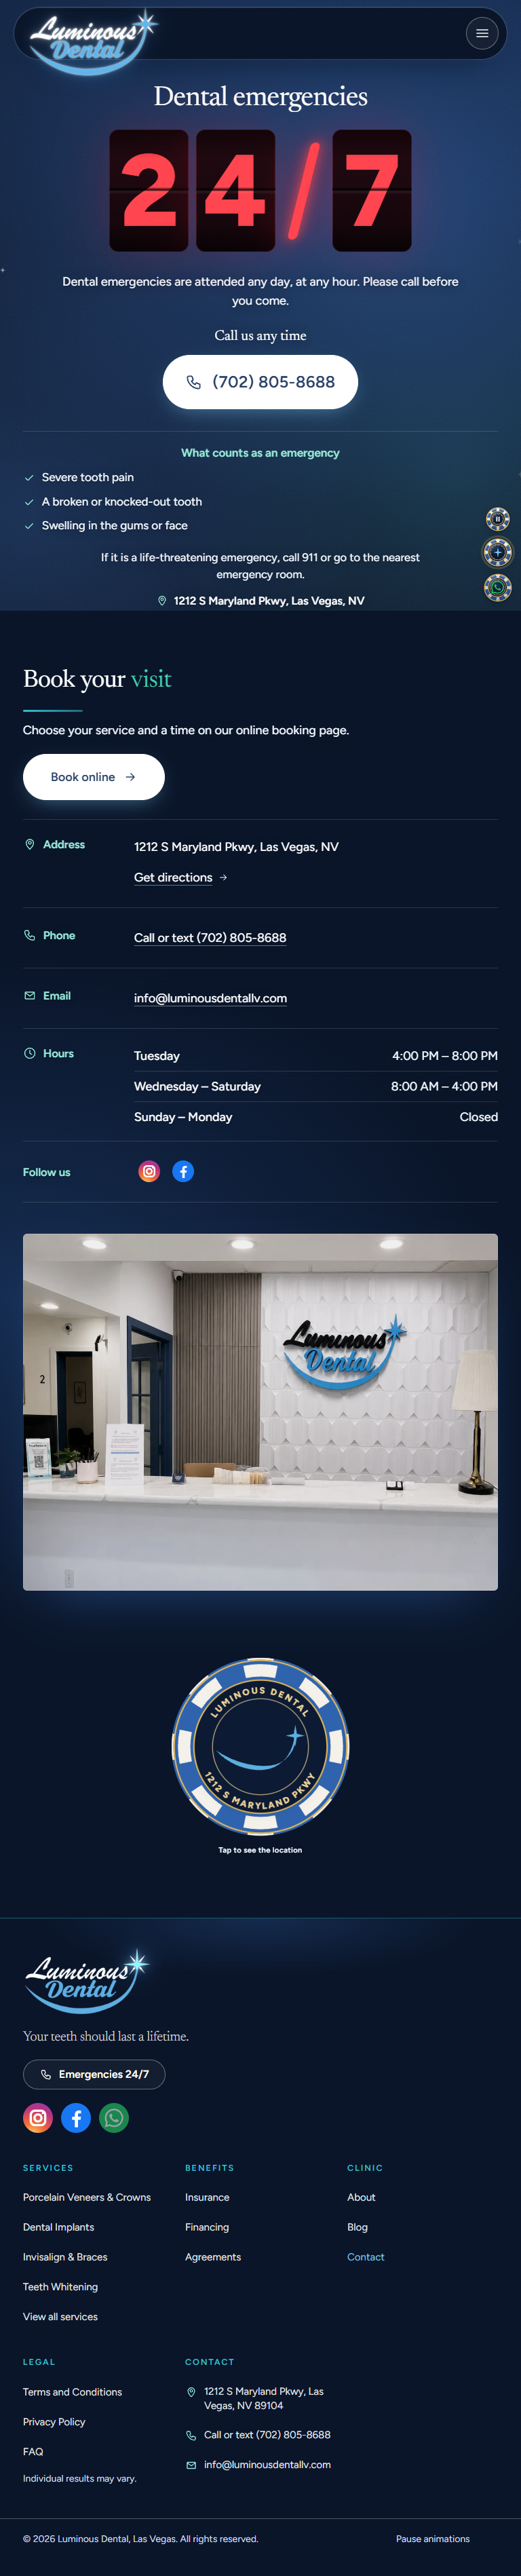 Luminous
Dental
Dental emergencies
24/7
Dental emergencies are attended any day, at any hour. Please call before
you come.
Call us any time
(702) 805-8688
What counts as an emergency
Severe tooth pain
A broken or knocked-out tooth
Swelling in the gums or face
If it is a life-threatening emergency, call 911 or go to the nearest
emergency room.
1212 S Maryland Pkwy, Las Vegas, NV
Book your visit
Choose your service and a time on our online booking page.
Book online
Address
1212 S Maryland Pkwy, Las Vegas, NV
Get directions
Phone
Call or text (702) 805-8688
Email
info@luminousdentallv.com
Hours
Tuesday
4:00 PM – 8:00 PM
Wednesday – Saturday
8:00 AM – 4:00 PM
Sunday – Monday
Closed
Follow us
Luminous
Dental
2
LUMINOUS DENTAL
1212 S MARYLAND PKWY
Tap to see the location
Luminous
Dental
Your teeth should last a lifetime.
Emergencies 24/7
SERVICES
Porcelain Veneers & Crowns
Dental Implants
Invisalign & Braces
Teeth Whitening
View all services
BENEFITS
Insurance
Financing
Agreements
CLINIC
About
Blog
Contact
LEGAL
Terms and Conditions
Privacy Policy
FAQ
Individual results may vary.
CONTACT
1212 S Maryland Pkwy, Las
Vegas, NV 89104
Call or text (702) 805-8688
info@luminousdentallv.com
© 2026 Luminous Dental, Las Vegas. All rights reserved.
Pause animations